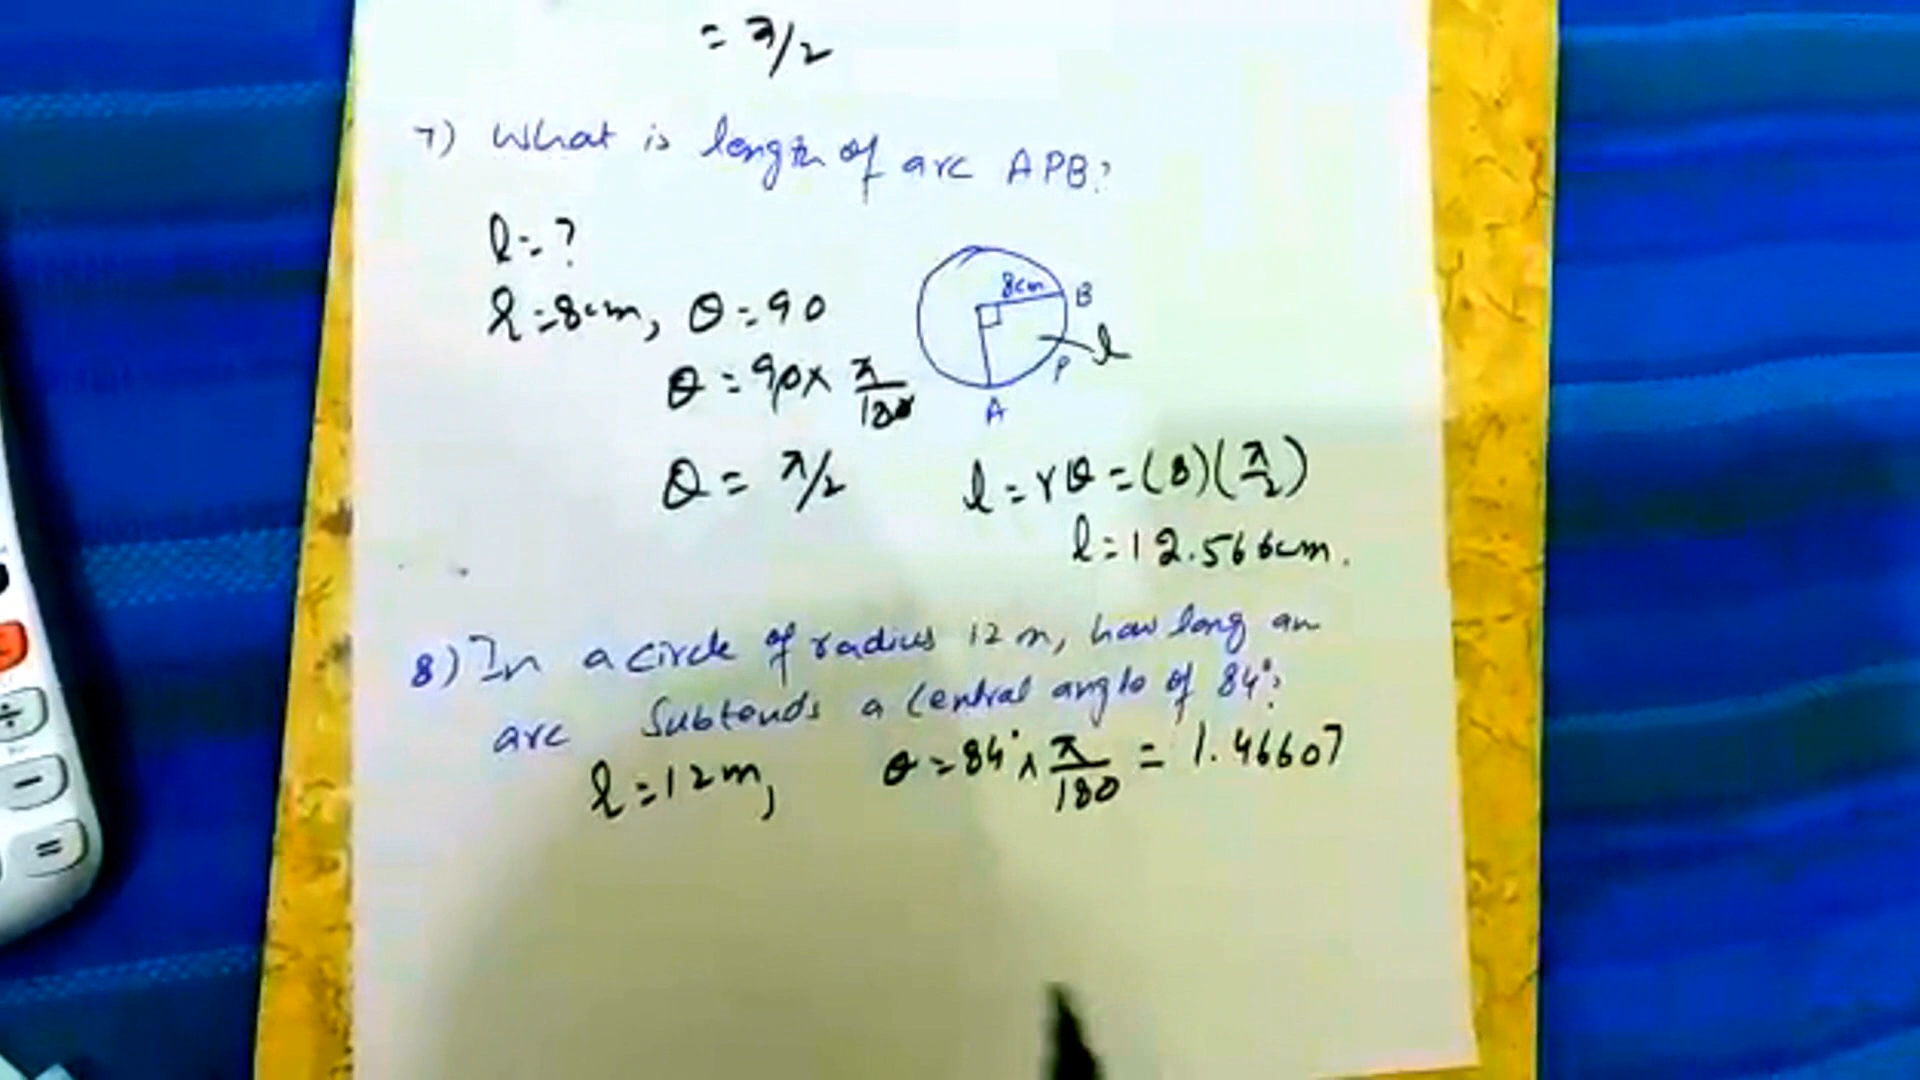 = π/2
7) What is length of arc APB?
l = ?
r = 8cm, θ = 90
8cm
B
l
P
A
θ = 90 × π/180
θ = π/2
l = rθ = (8)(π/2)
l = 12.566cm.
8) In a circle of radius 12 m, how long an
arc subtends a central angle of 84°?
r = 12m, θ = 84° × π/180 = 1.46607
÷
−
=